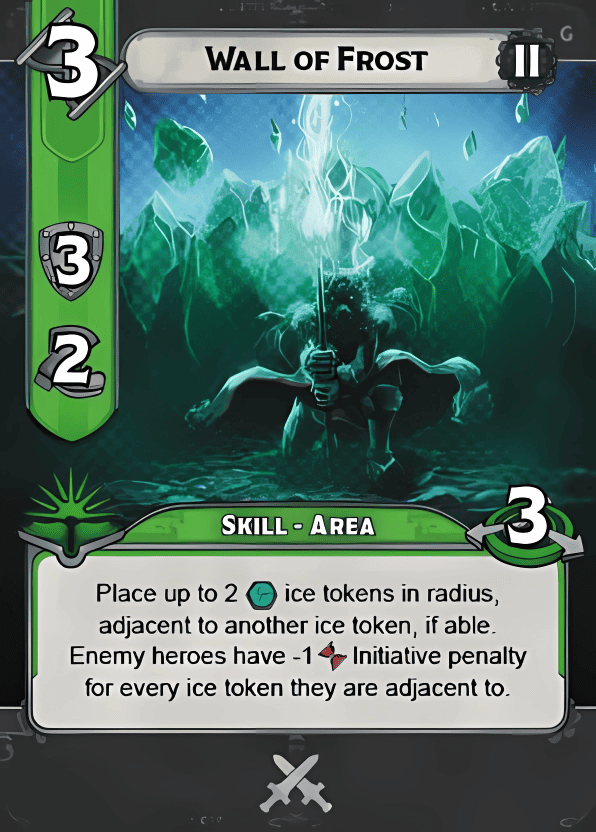 3
WALL OF FROST
II
G
3
2
SKILL - AREA
3
Place up to 2 ice tokens in radius,
adjacent to another ice token, if able.
Enemy heroes have -1 Initiative penalty
for every ice token they are adjacent to.